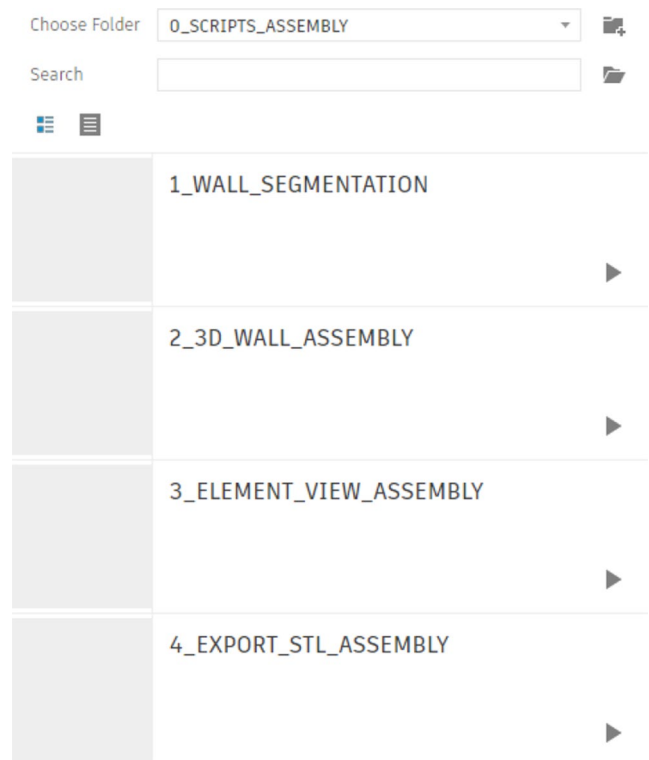 Choose Folder 0_SCRIPTS_ASSEMBLY
Search
1_WALL_SEGMENTATION
2_3D_WALL_ASSEMBLY
3_ELEMENT_VIEW_ASSEMBLY
4_EXPORT_STL_ASSEMBLY